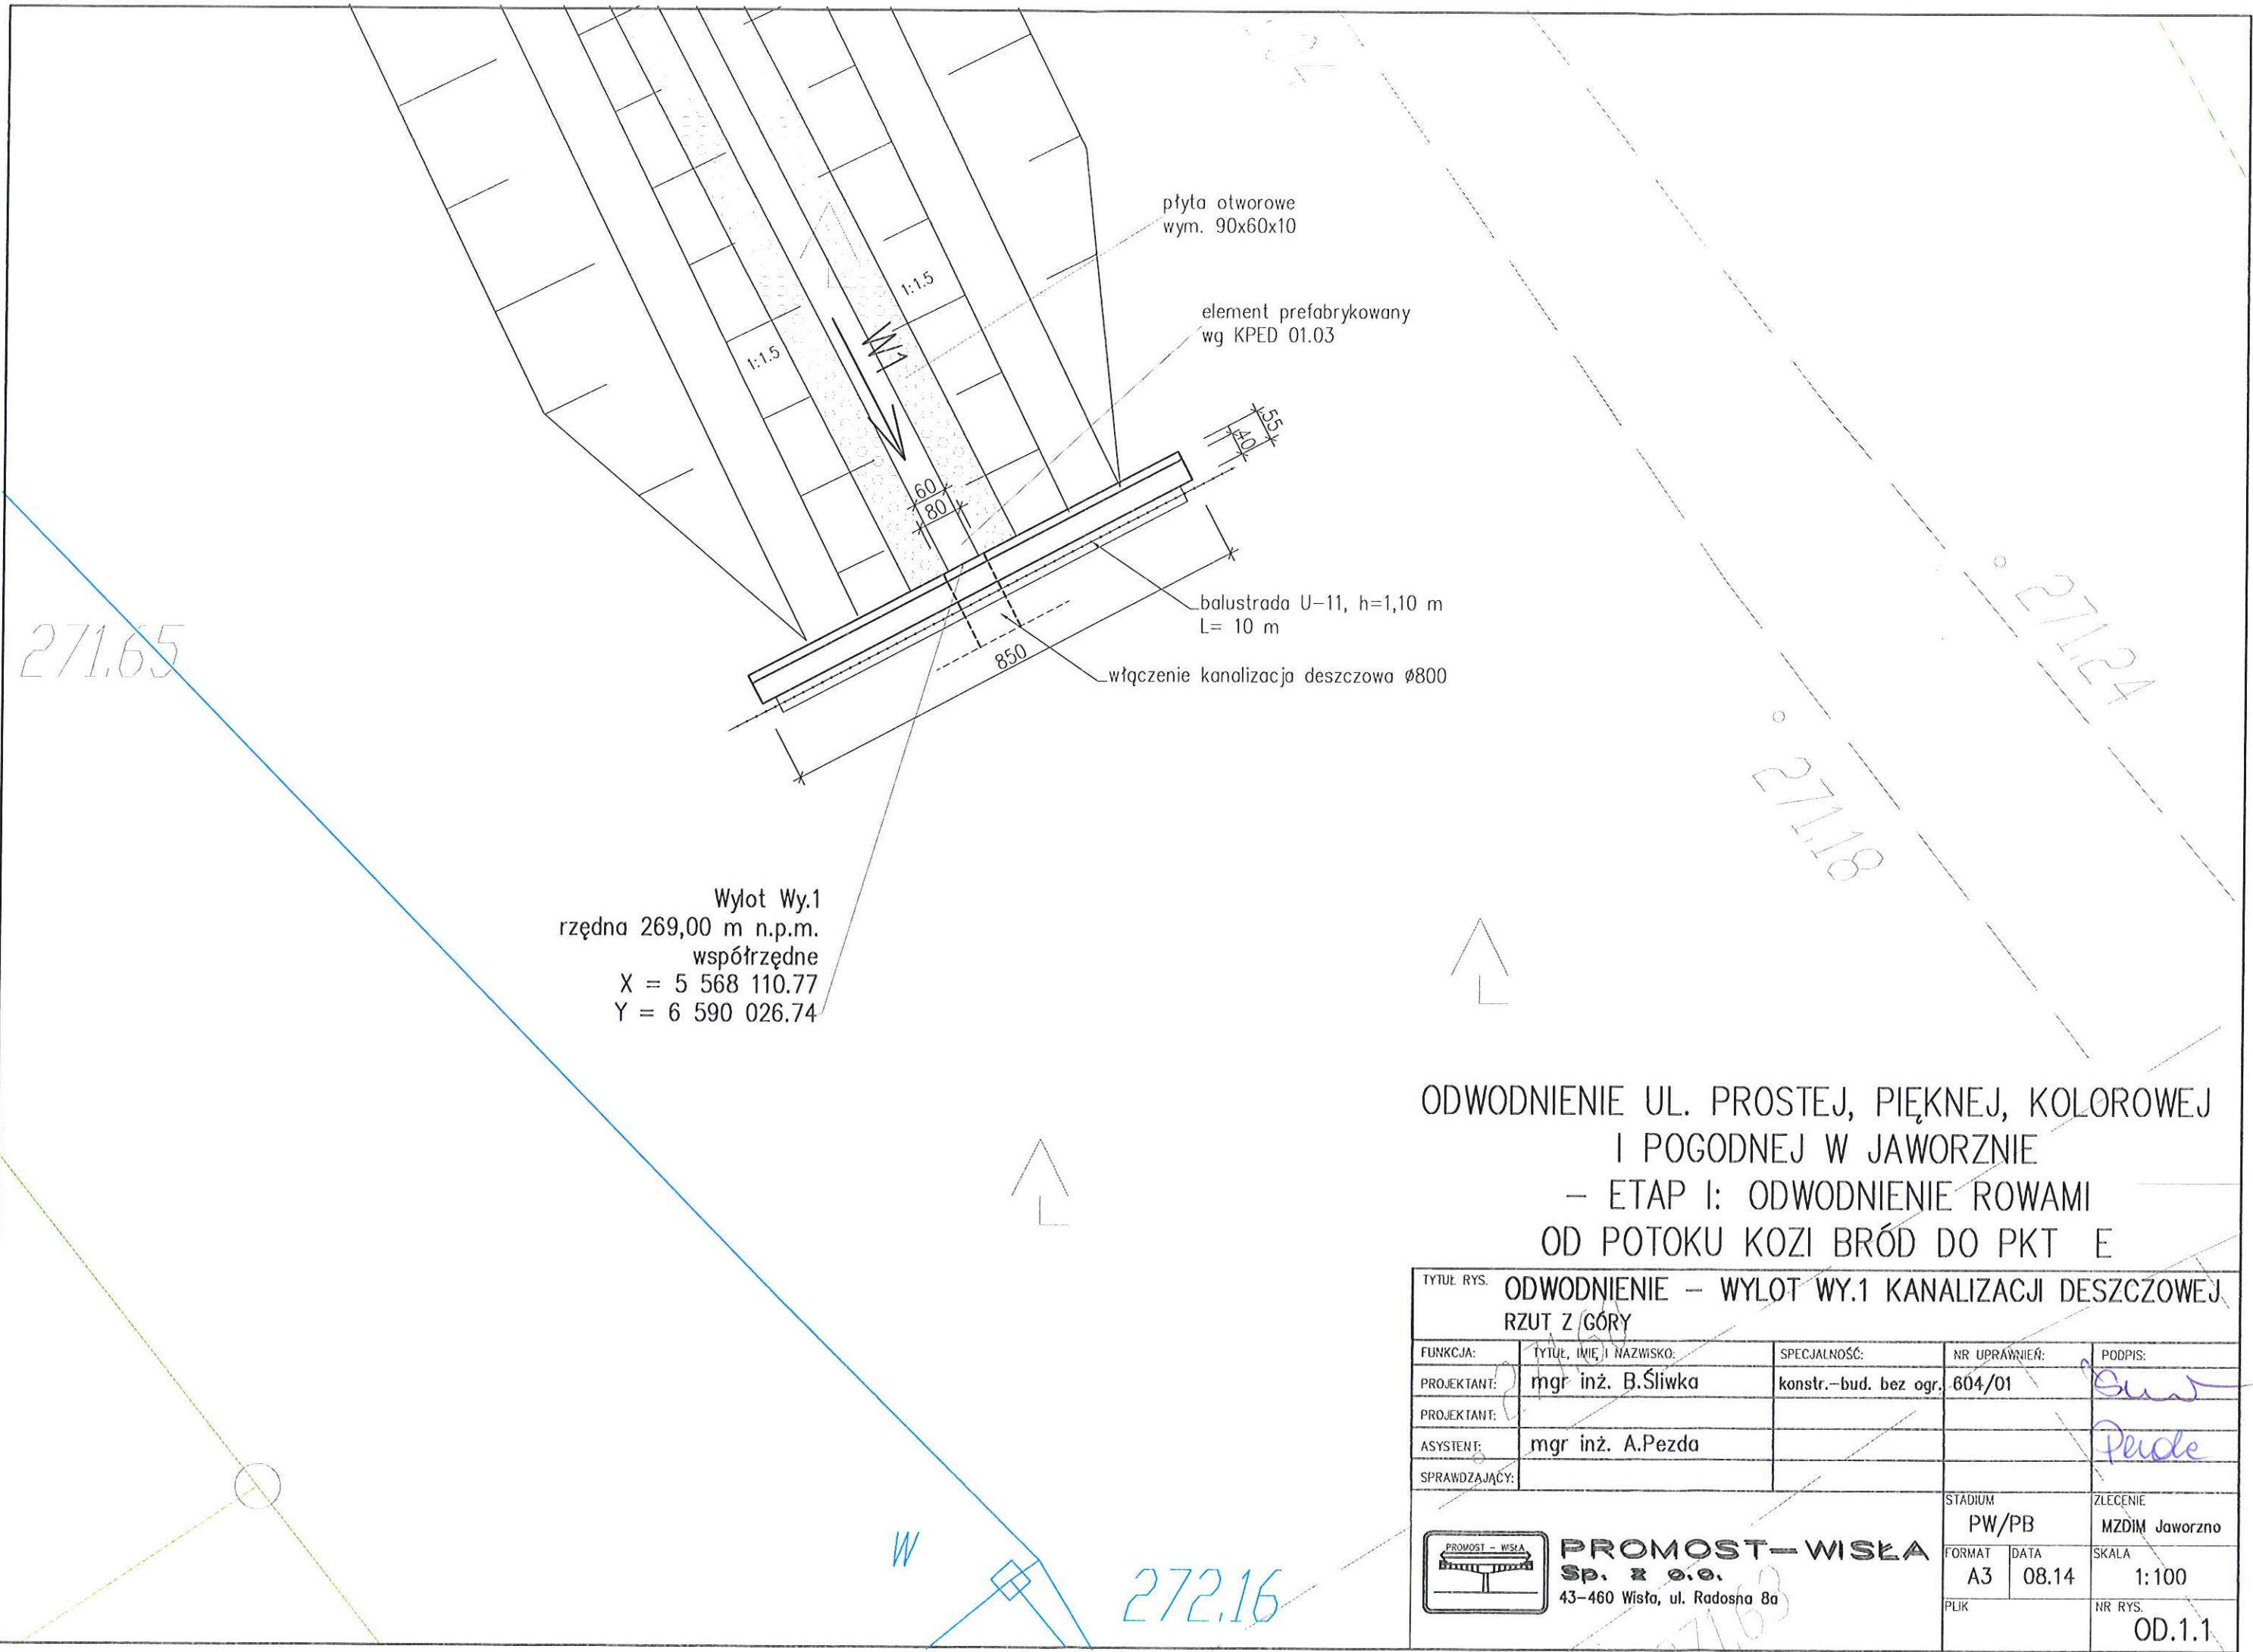 płyta otworowe
wym. 90x60x10
element prefabrykowany
wg KPED 01.03
1:1.5
1:1.5
W1
55
40
60
80
850
balustrada U-11, h=1,10 m
L= 10 m
włączenie kanalizacja deszczowa Ø800
271.65
271.24
271.18
Wylot Wy.1
rzędna 269,00 m n.p.m.
współrzędne
X = 5 568 110.77
Y = 6 590 026.74
W
272.16
ODWODNIENIE UL. PROSTEJ, PIĘKNEJ, KOLOROWEJ
I POGODNEJ W JAWORZNIE
- ETAP I: ODWODNIENIE ROWAMI
OD POTOKU KOZI BRÓD DO PKT E
TYTUŁ RYS. ODWODNIENIE - WYLOT WY.1 KANALIZACJI DESZCZOWEJ
RZUT Z GÓRY
FUNKCJA: TYTUŁ, IMIĘ I NAZWISKO: SPECJALNOŚĆ: NR UPRAWNIEŃ: PODPIS:
PROJEKTANT: mgr inż. B.Śliwka konstr.-bud. bez ogr. 604/01
PROJEKTANT:
ASYSTENT: mgr inż. A.Pezda
SPRAWDZAJĄCY:
PROMOST - WISŁA
PROMOST-WISŁA
Sp. z o.o.
43-460 Wisła, ul. Radosna 8a
STADIUM ZLECENIE
PW/PB MZDIM Jaworzno
FORMAT DATA SKALA
A3 08.14 1:100
PLIK NR RYS.
OD.1.1